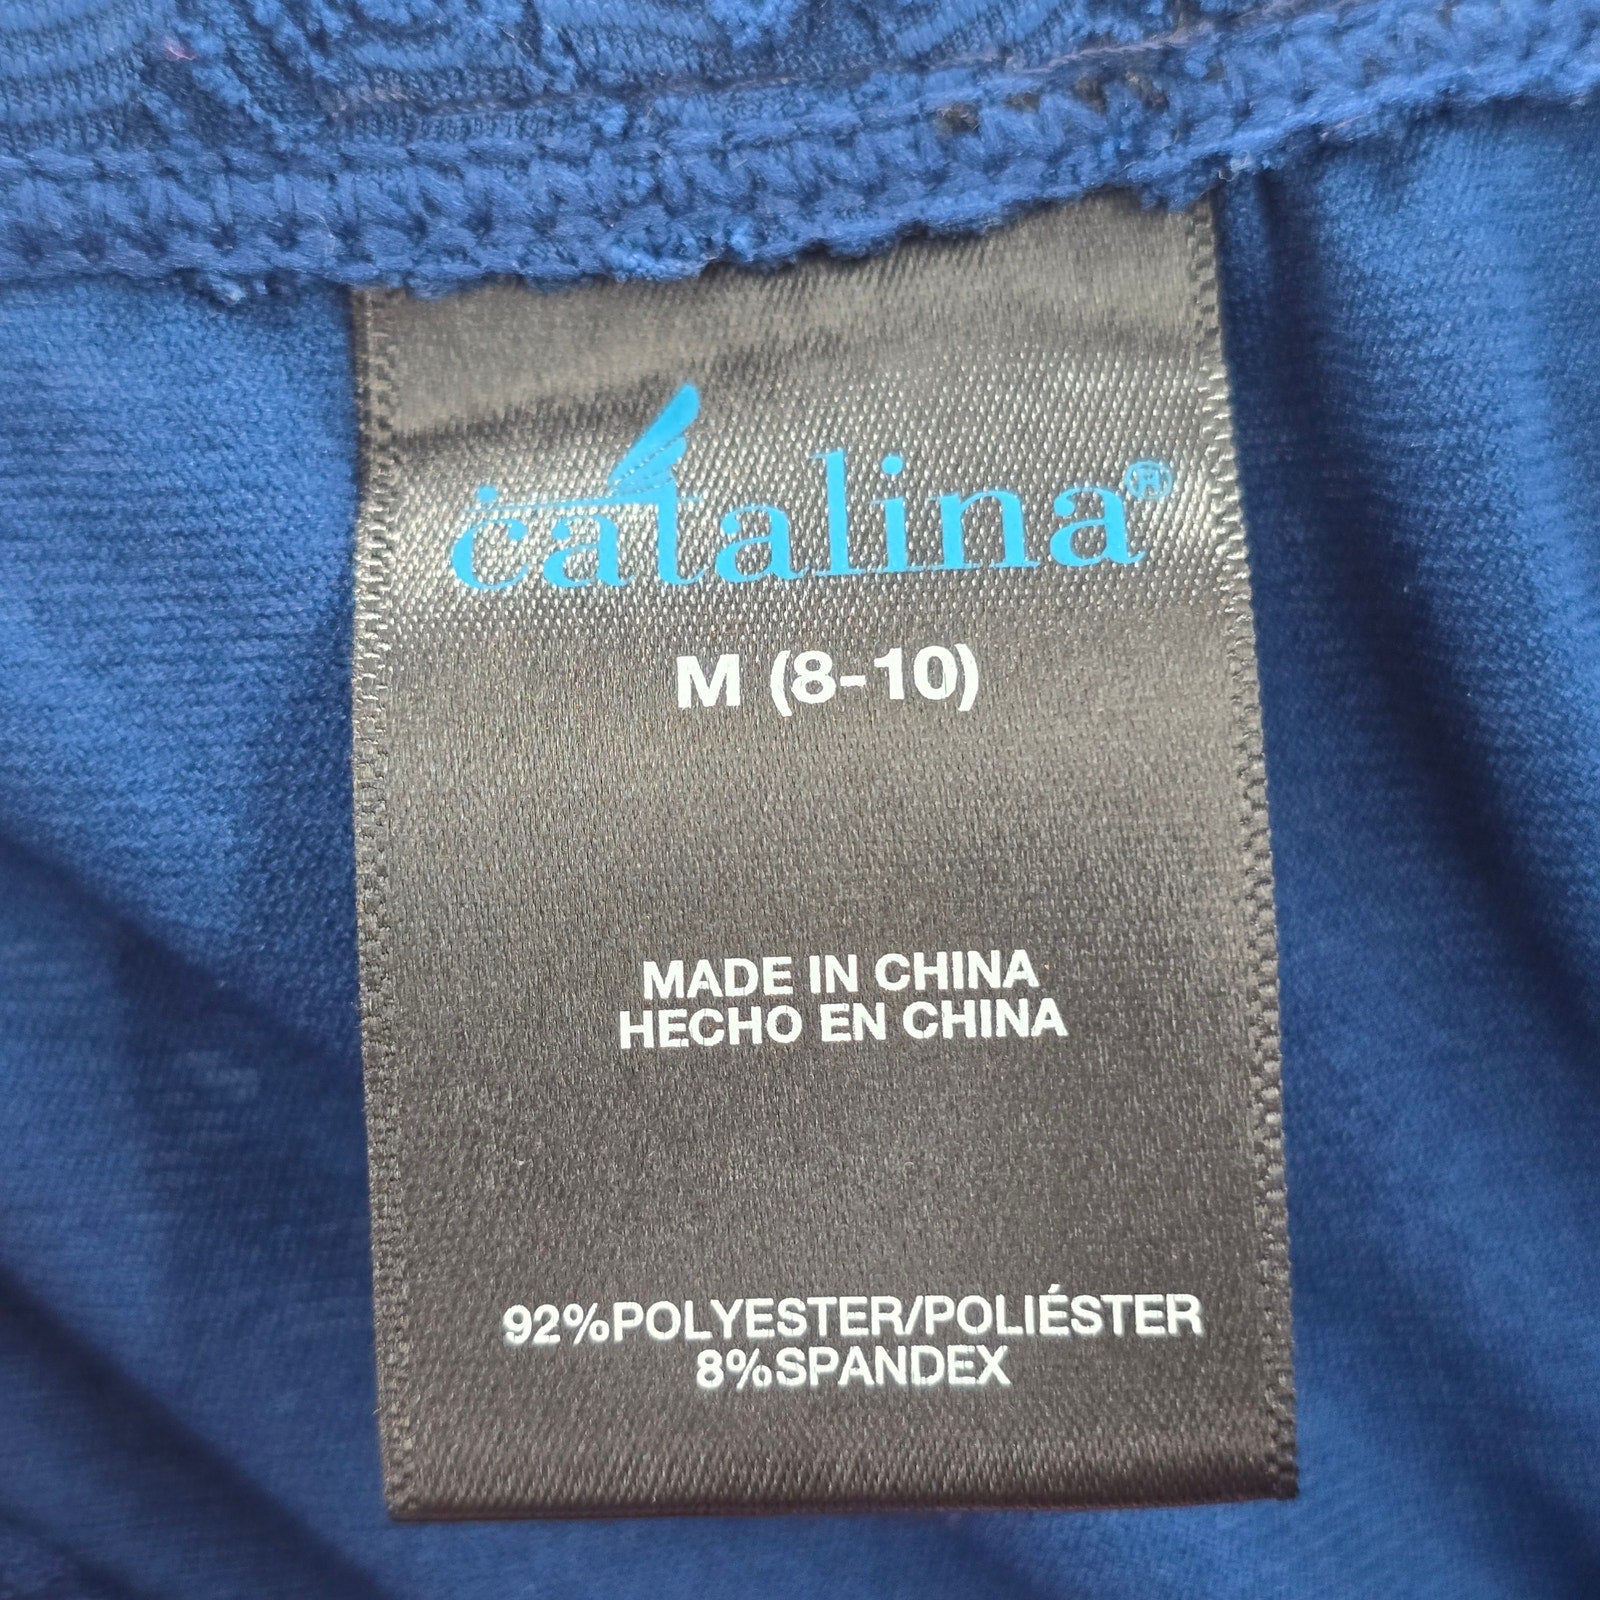 catalina®
M (8-10)
MADE IN CHINA
HECHO EN CHINA
92%POLYESTER/POLIÉSTER
8%SPANDEX